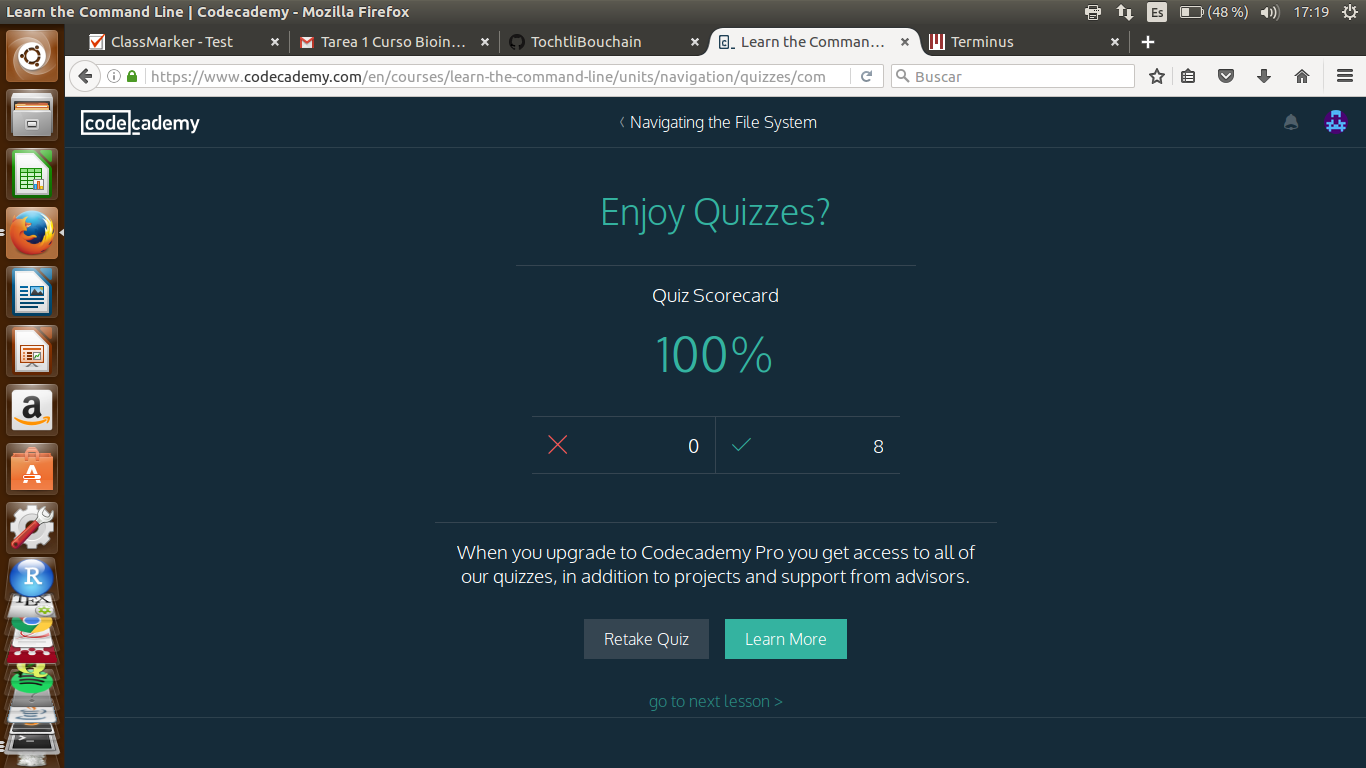 Learn the Command Line | Codecademy - Mozilla Firefox
Es
(48 %)
17:19
ClassMarker - Test
Tarea 1 Curso Bioin...
TochtliBouchain
Learn the Comman...
Terminus
https://www.codecademy.com/en/courses/learn-the-command-line/units/navigation/quizzes/com
Buscar
codecademy
Navigating the File System
Enjoy Quizzes?
Quiz Scorecard
100%
0
8
When you upgrade to Codecademy Pro you get access to all of
our quizzes, in addition to projects and support from advisors.
Retake Quiz
Learn More
go to next lesson >
a
A
R